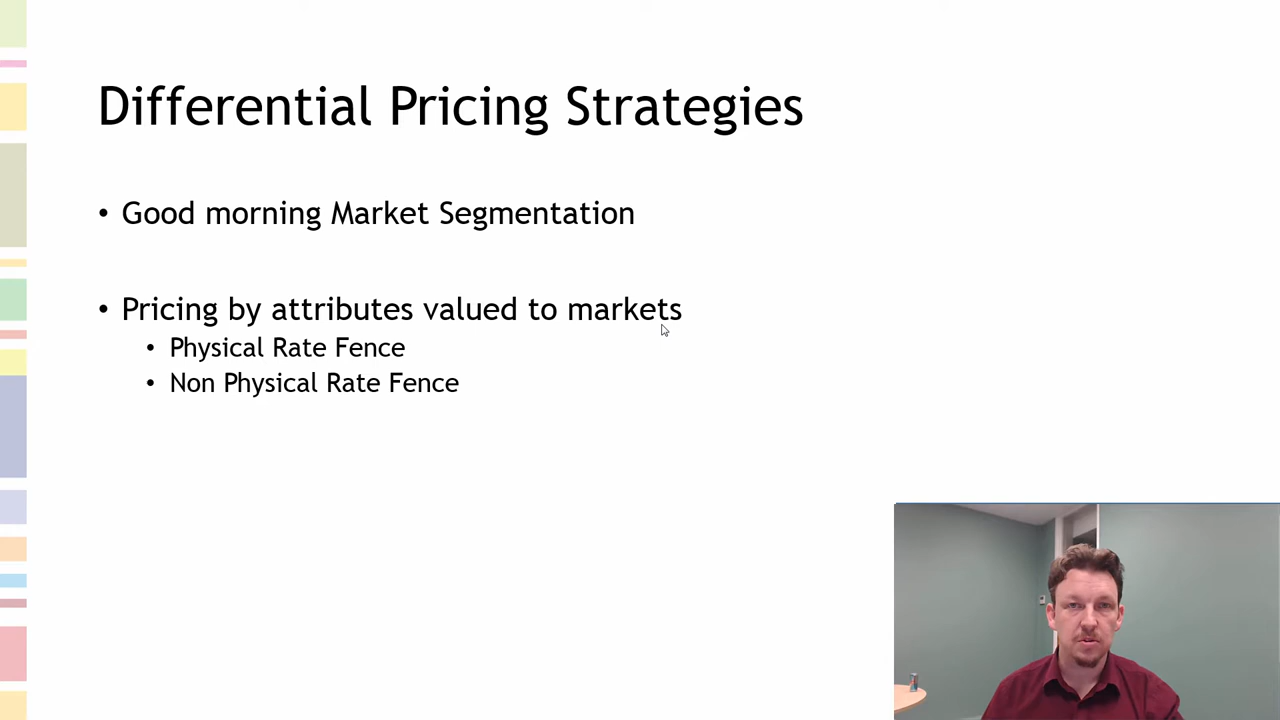 Differential Pricing Strategies
• Good morning Market Segmentation
• Pricing by attributes valued to markets
• Physical Rate Fence
• Non Physical Rate Fence